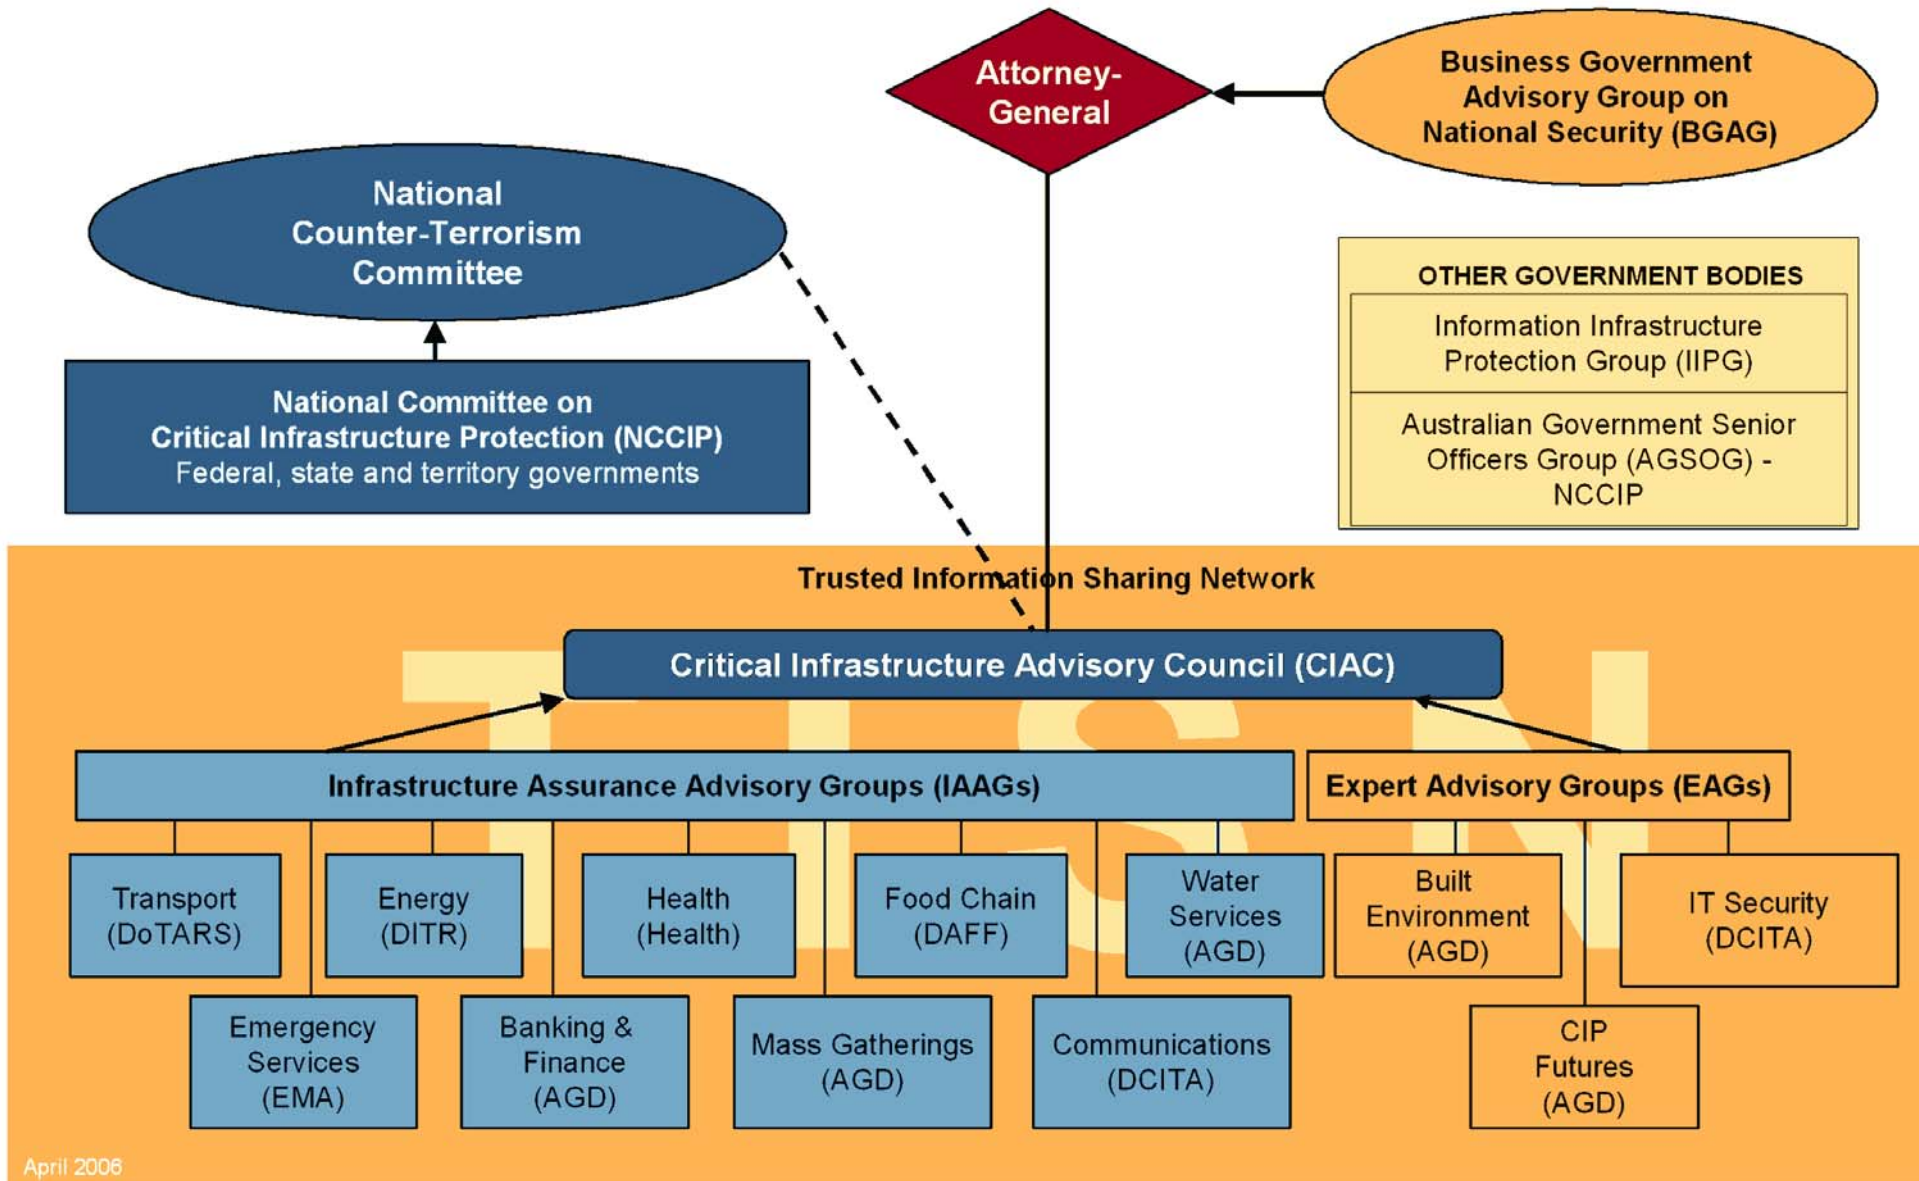 Attorney-
General
Business Government
Advisory Group on
National Security (BGAG)
National
Counter-Terrorism
Committee
OTHER GOVERNMENT BODIES
Information Infrastructure
Protection Group (IIPG)
Australian Government Senior
Officers Group (AGSOG) -
NCCIP
National Committee on
Critical Infrastructure Protection (NCCIP)
Federal, state and territory governments
Trusted Information Sharing Network
TISN
Critical Infrastructure Advisory Council (CIAC)
Infrastructure Assurance Advisory Groups (IAAGs)
Expert Advisory Groups (EAGs)
Transport
(DoTARS)
Energy
(DITR)
Health
(Health)
Food Chain
(DAFF)
Water
Services
(AGD)
Built
Environment
(AGD)
IT Security
(DCITA)
Emergency
Services
(EMA)
Banking &
Finance
(AGD)
Mass Gatherings
(AGD)
Communications
(DCITA)
CIP
Futures
(AGD)
April 2006